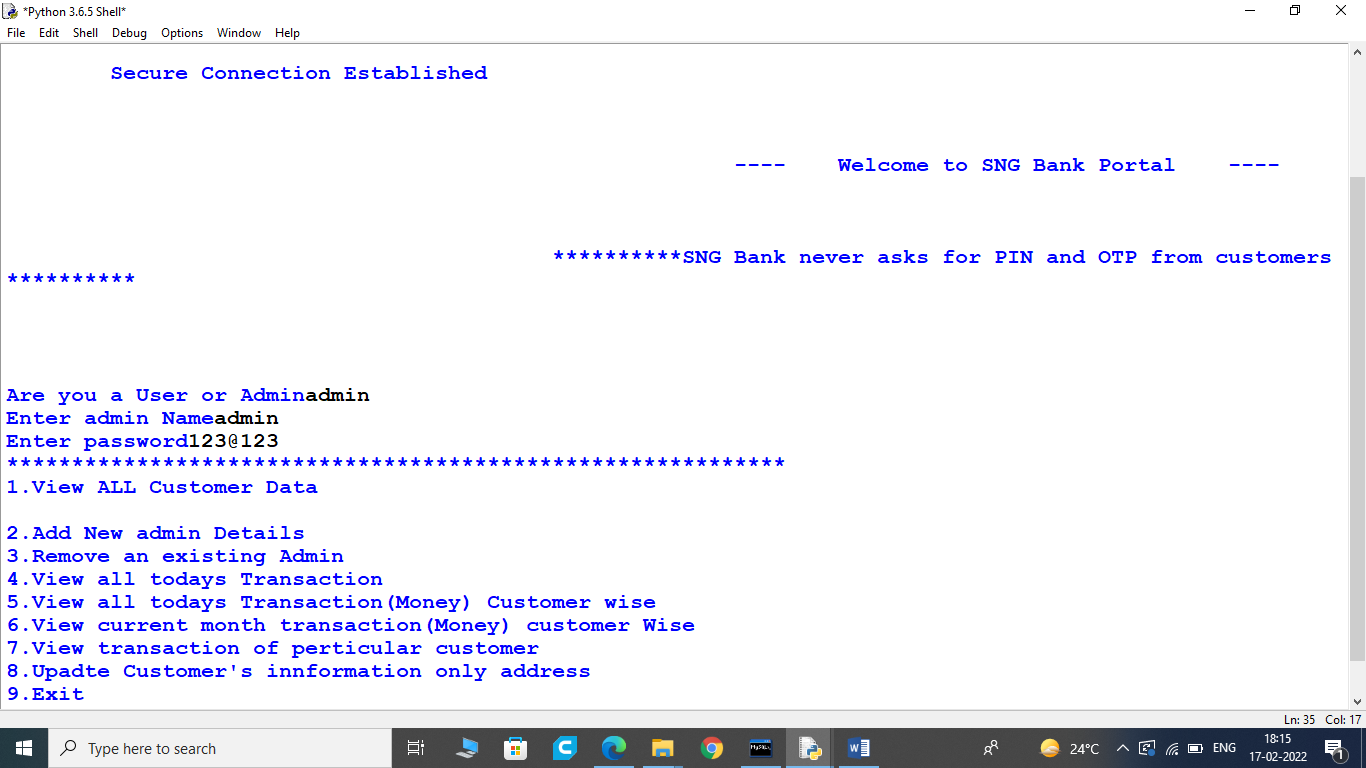 *Python 3.6.5 Shell*
File Edit Shell Debug Options Window Help
Secure Connection Established
---- Welcome to SNG Bank Portal ----
**********SNG Bank never asks for PIN and OTP from customers
**********
Are you a User or Adminadmin
Enter admin Nameadmin
Enter password123@123
************************************************************
1.View ALL Customer Data
2.Add New admin Details
3.Remove an existing Admin
4.View all todays Transaction
5.View all todays Transaction(Money) Customer wise
6.View current month transaction(Money) customer Wise
7.View transaction of perticular customer
8.Upadte Customer's innformation only address
9.Exit
Ln: 35 Col: 17
Type here to search
MySQL
24°C
ENG
18:15
17-02-2022
1